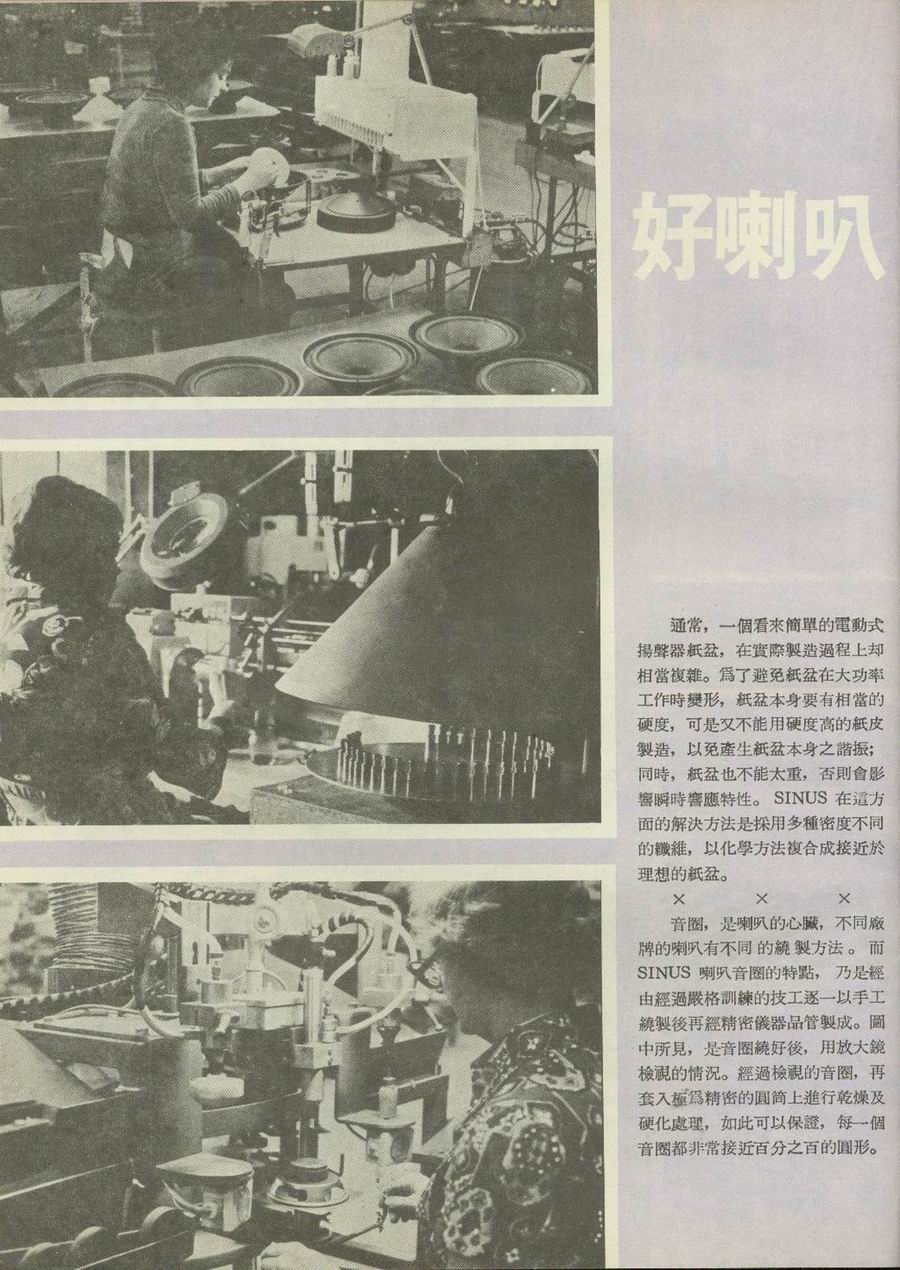 好喇叭
通常，一個看來簡單的電動式
揚聲器紙盆，在實際製造過程上却
相當複雜。爲了避免紙盆在大功率
工作時變形，紙盆本身要有相當的
硬度，可是又不能用硬度高的紙皮
製造，以免產生紙盆本身之諧振；
同時，紙盆也不能太重，否則會影
響瞬時響應特性。 SINUS 在這方
面的解決方法是採用多種密度不同
的纖維，以化學方法複合成接近於
理想的紙盆。
× × ×
音圈，是喇叭的心臟，不同廠
牌的喇叭有不同的繞製方法。而
SINUS 喇叭音圈的特點，乃是經
由經過嚴格訓練的技工逐一以手工
繞製後再經精密儀器品管製成。圖
中所見，是音圈繞好後，用放大鏡
檢視的情況。經過檢視的音圈，再
套入極爲精密的圓筒上進行乾燥及
硬化處理，如此可以保證，每一個
音圈都非常接近百分之百的圓形。